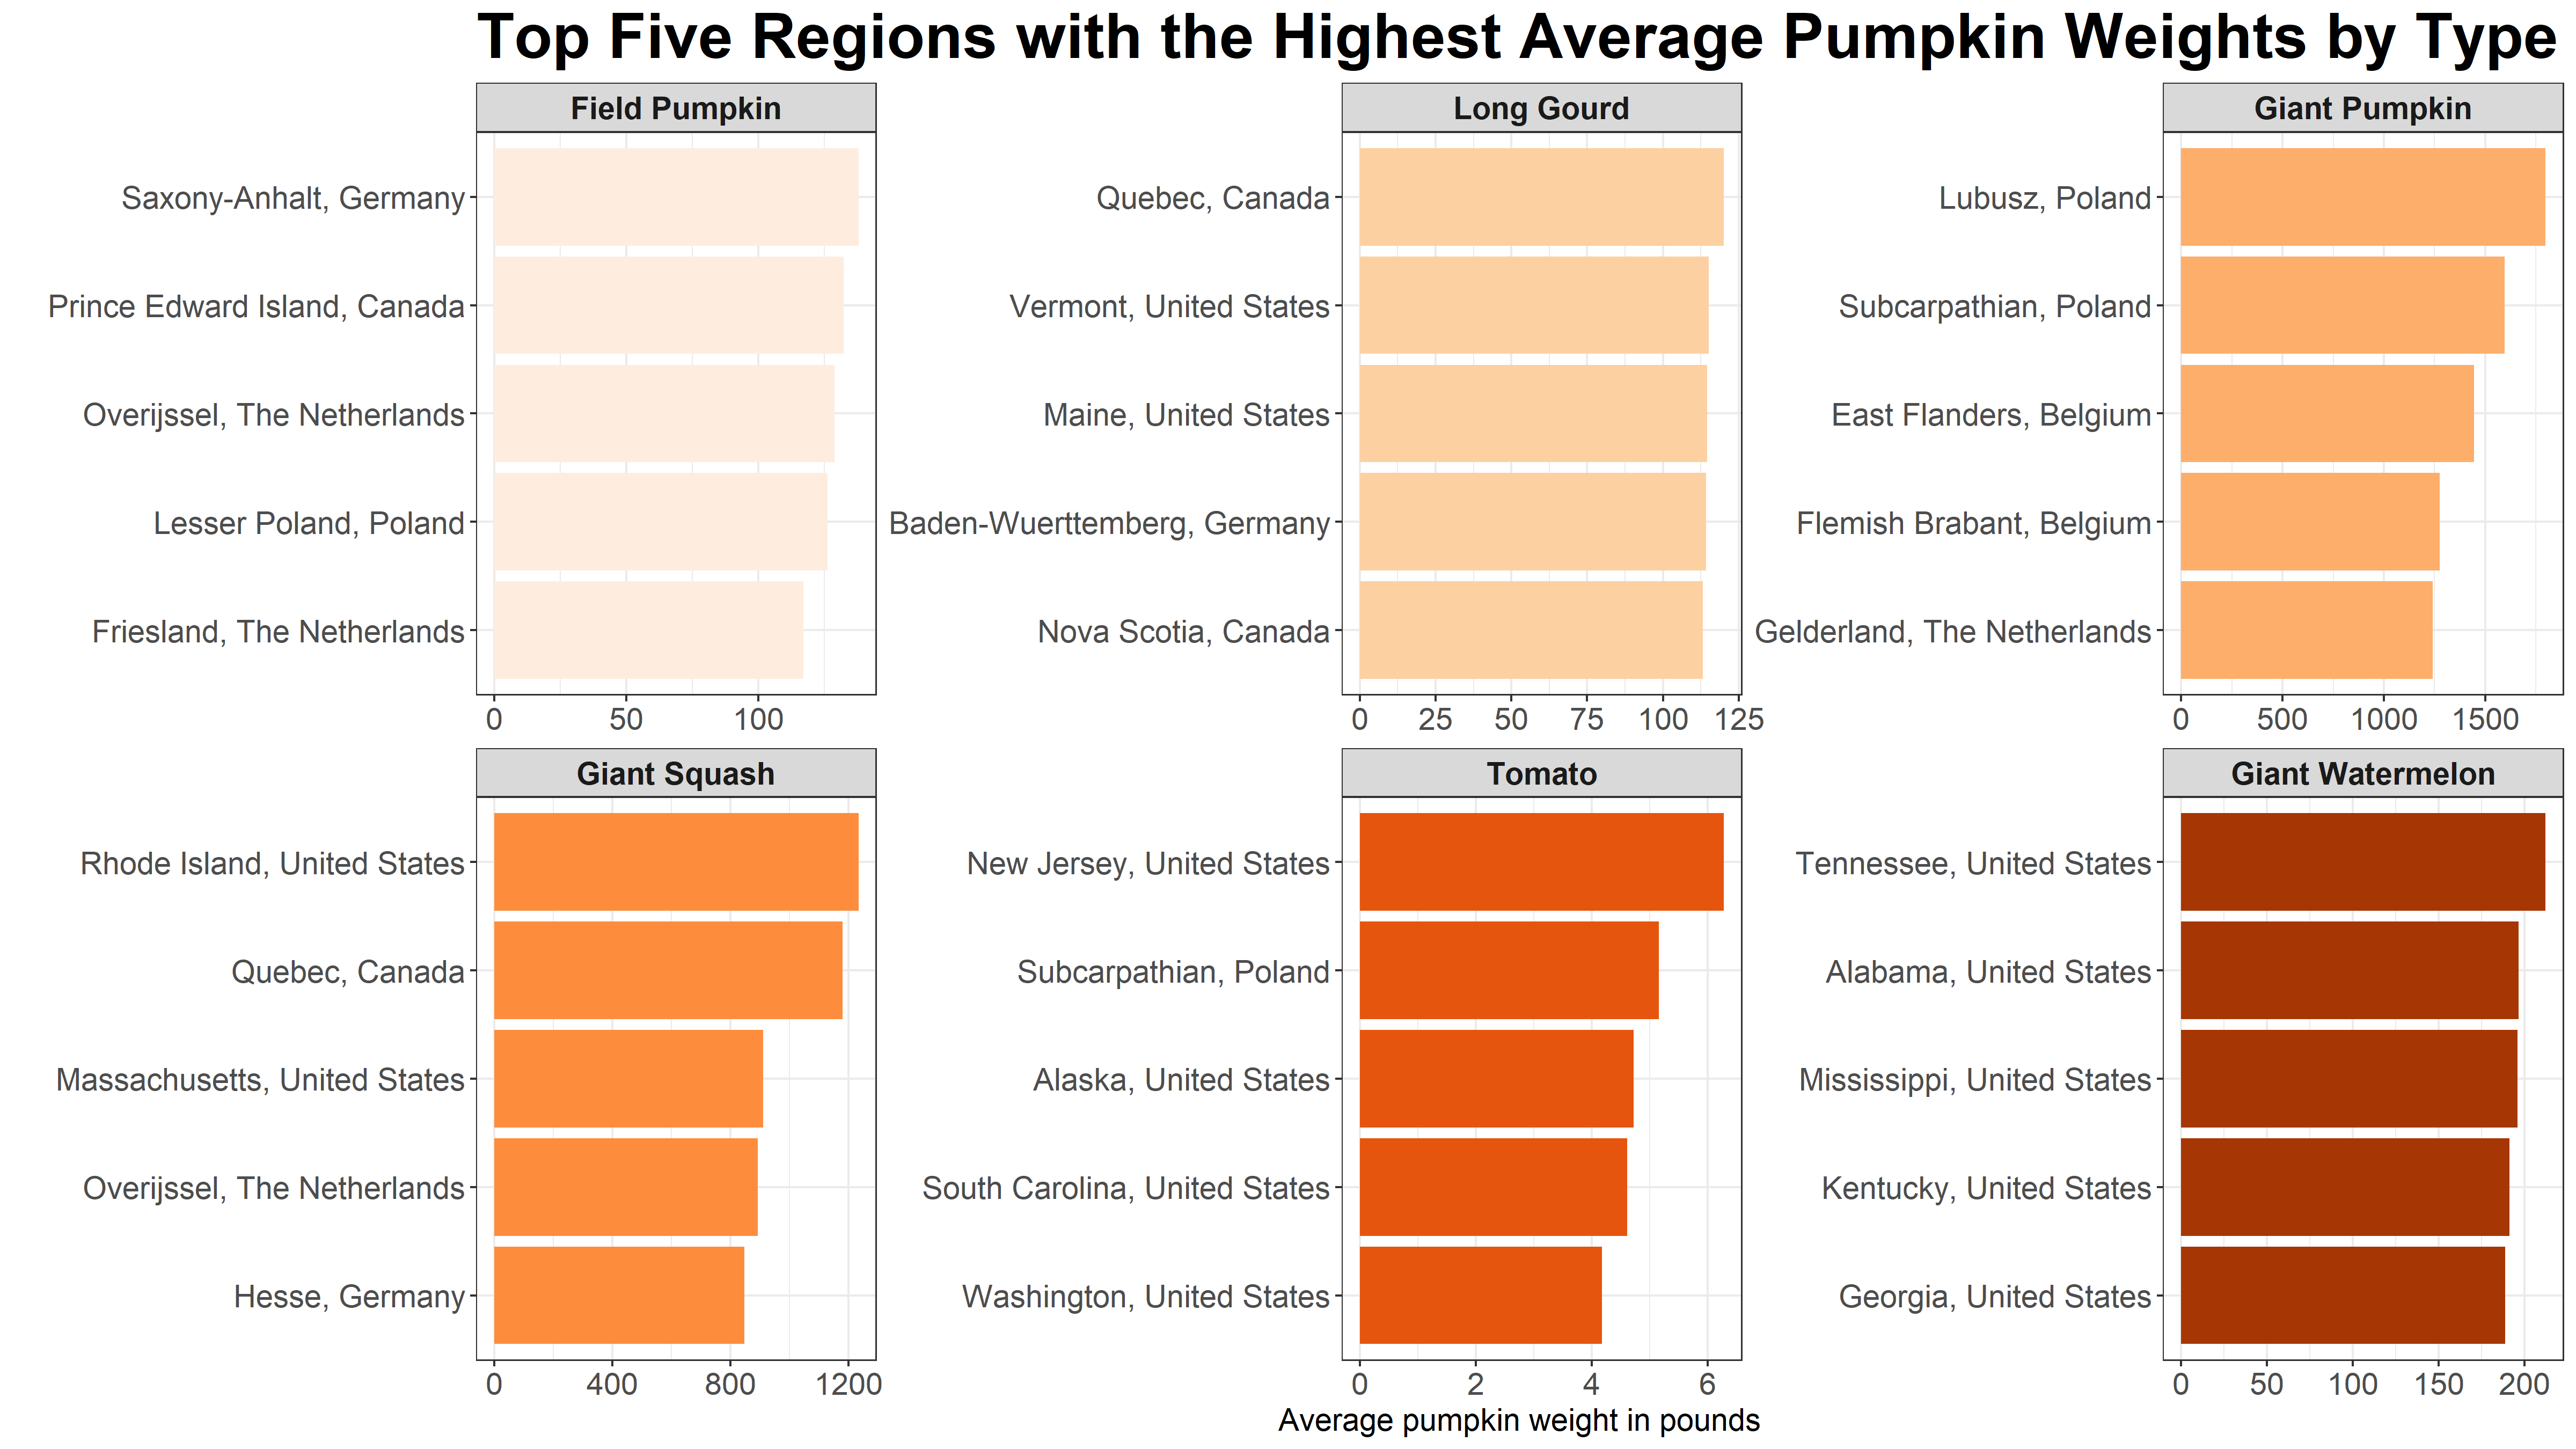 Top Five Regions with the Highest Average Pumpkin Weights by Type
Field Pumpkin
Saxony-Anhalt, Germany
Prince Edward Island, Canada
Overijssel, The Netherlands
Lesser Poland, Poland
Friesland, The Netherlands
0 50 100
Long Gourd
Quebec, Canada
Vermont, United States
Maine, United States
Baden-Wuerttemberg, Germany
Nova Scotia, Canada
0 25 50 75 100 125
Giant Pumpkin
Lubusz, Poland
Subcarpathian, Poland
East Flanders, Belgium
Flemish Brabant, Belgium
Gelderland, The Netherlands
0 500 1000 1500
Giant Squash
Rhode Island, United States
Quebec, Canada
Massachusetts, United States
Overijssel, The Netherlands
Hesse, Germany
0 400 800 1200
Tomato
New Jersey, United States
Subcarpathian, Poland
Alaska, United States
South Carolina, United States
Washington, United States
0 2 4 6
Giant Watermelon
Tennessee, United States
Alabama, United States
Mississippi, United States
Kentucky, United States
Georgia, United States
0 50 100 150 200
Average pumpkin weight in pounds